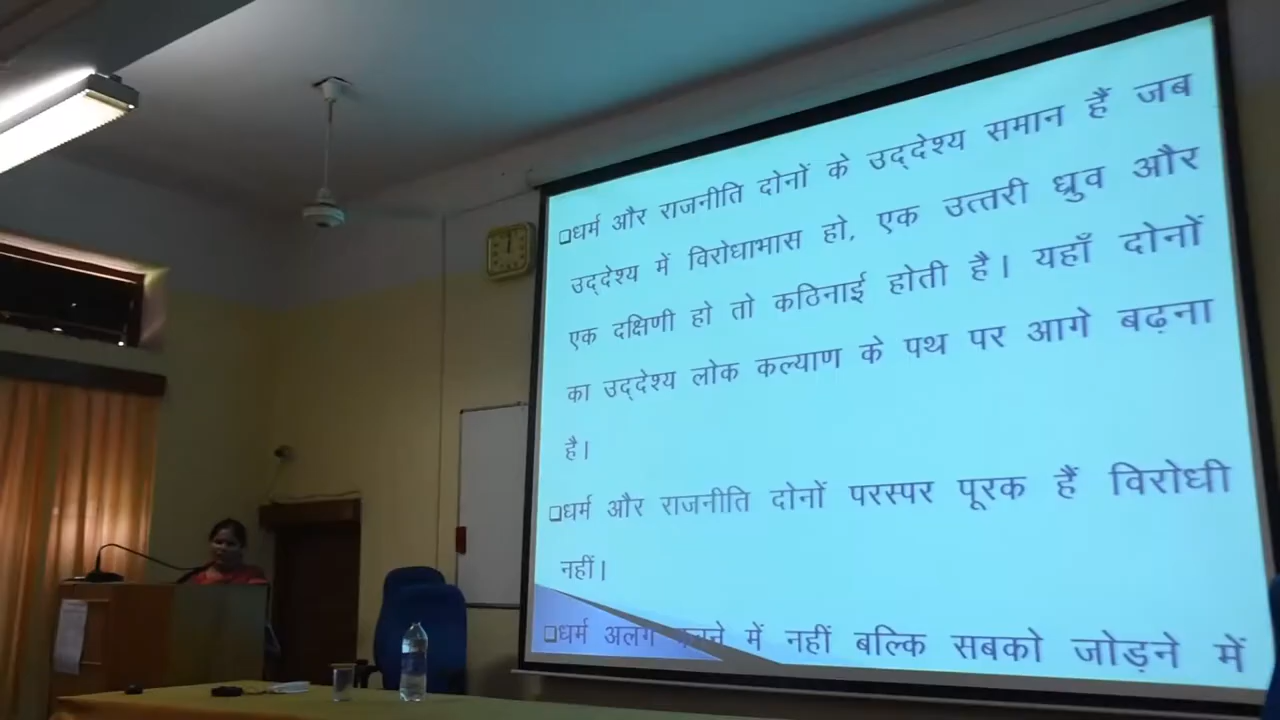 ❑धर्म और राजनीति दोनों के उद्देश्य समान हैं जब
उद्देश्य में विरोधाभास हो, एक उत्तरी ध्रुव और
एक दक्षिणी हो तो कठिनाई होती है। यहाँ दोनों
का उद्देश्य लोक कल्याण के पथ पर आगे बढ़ना
है।
❑धर्म और राजनीति दोनों परस्पर पूरक हैं विरोधी
नहीं।
❑धर्म अलग में नहीं बल्कि सबको जोड़ने में